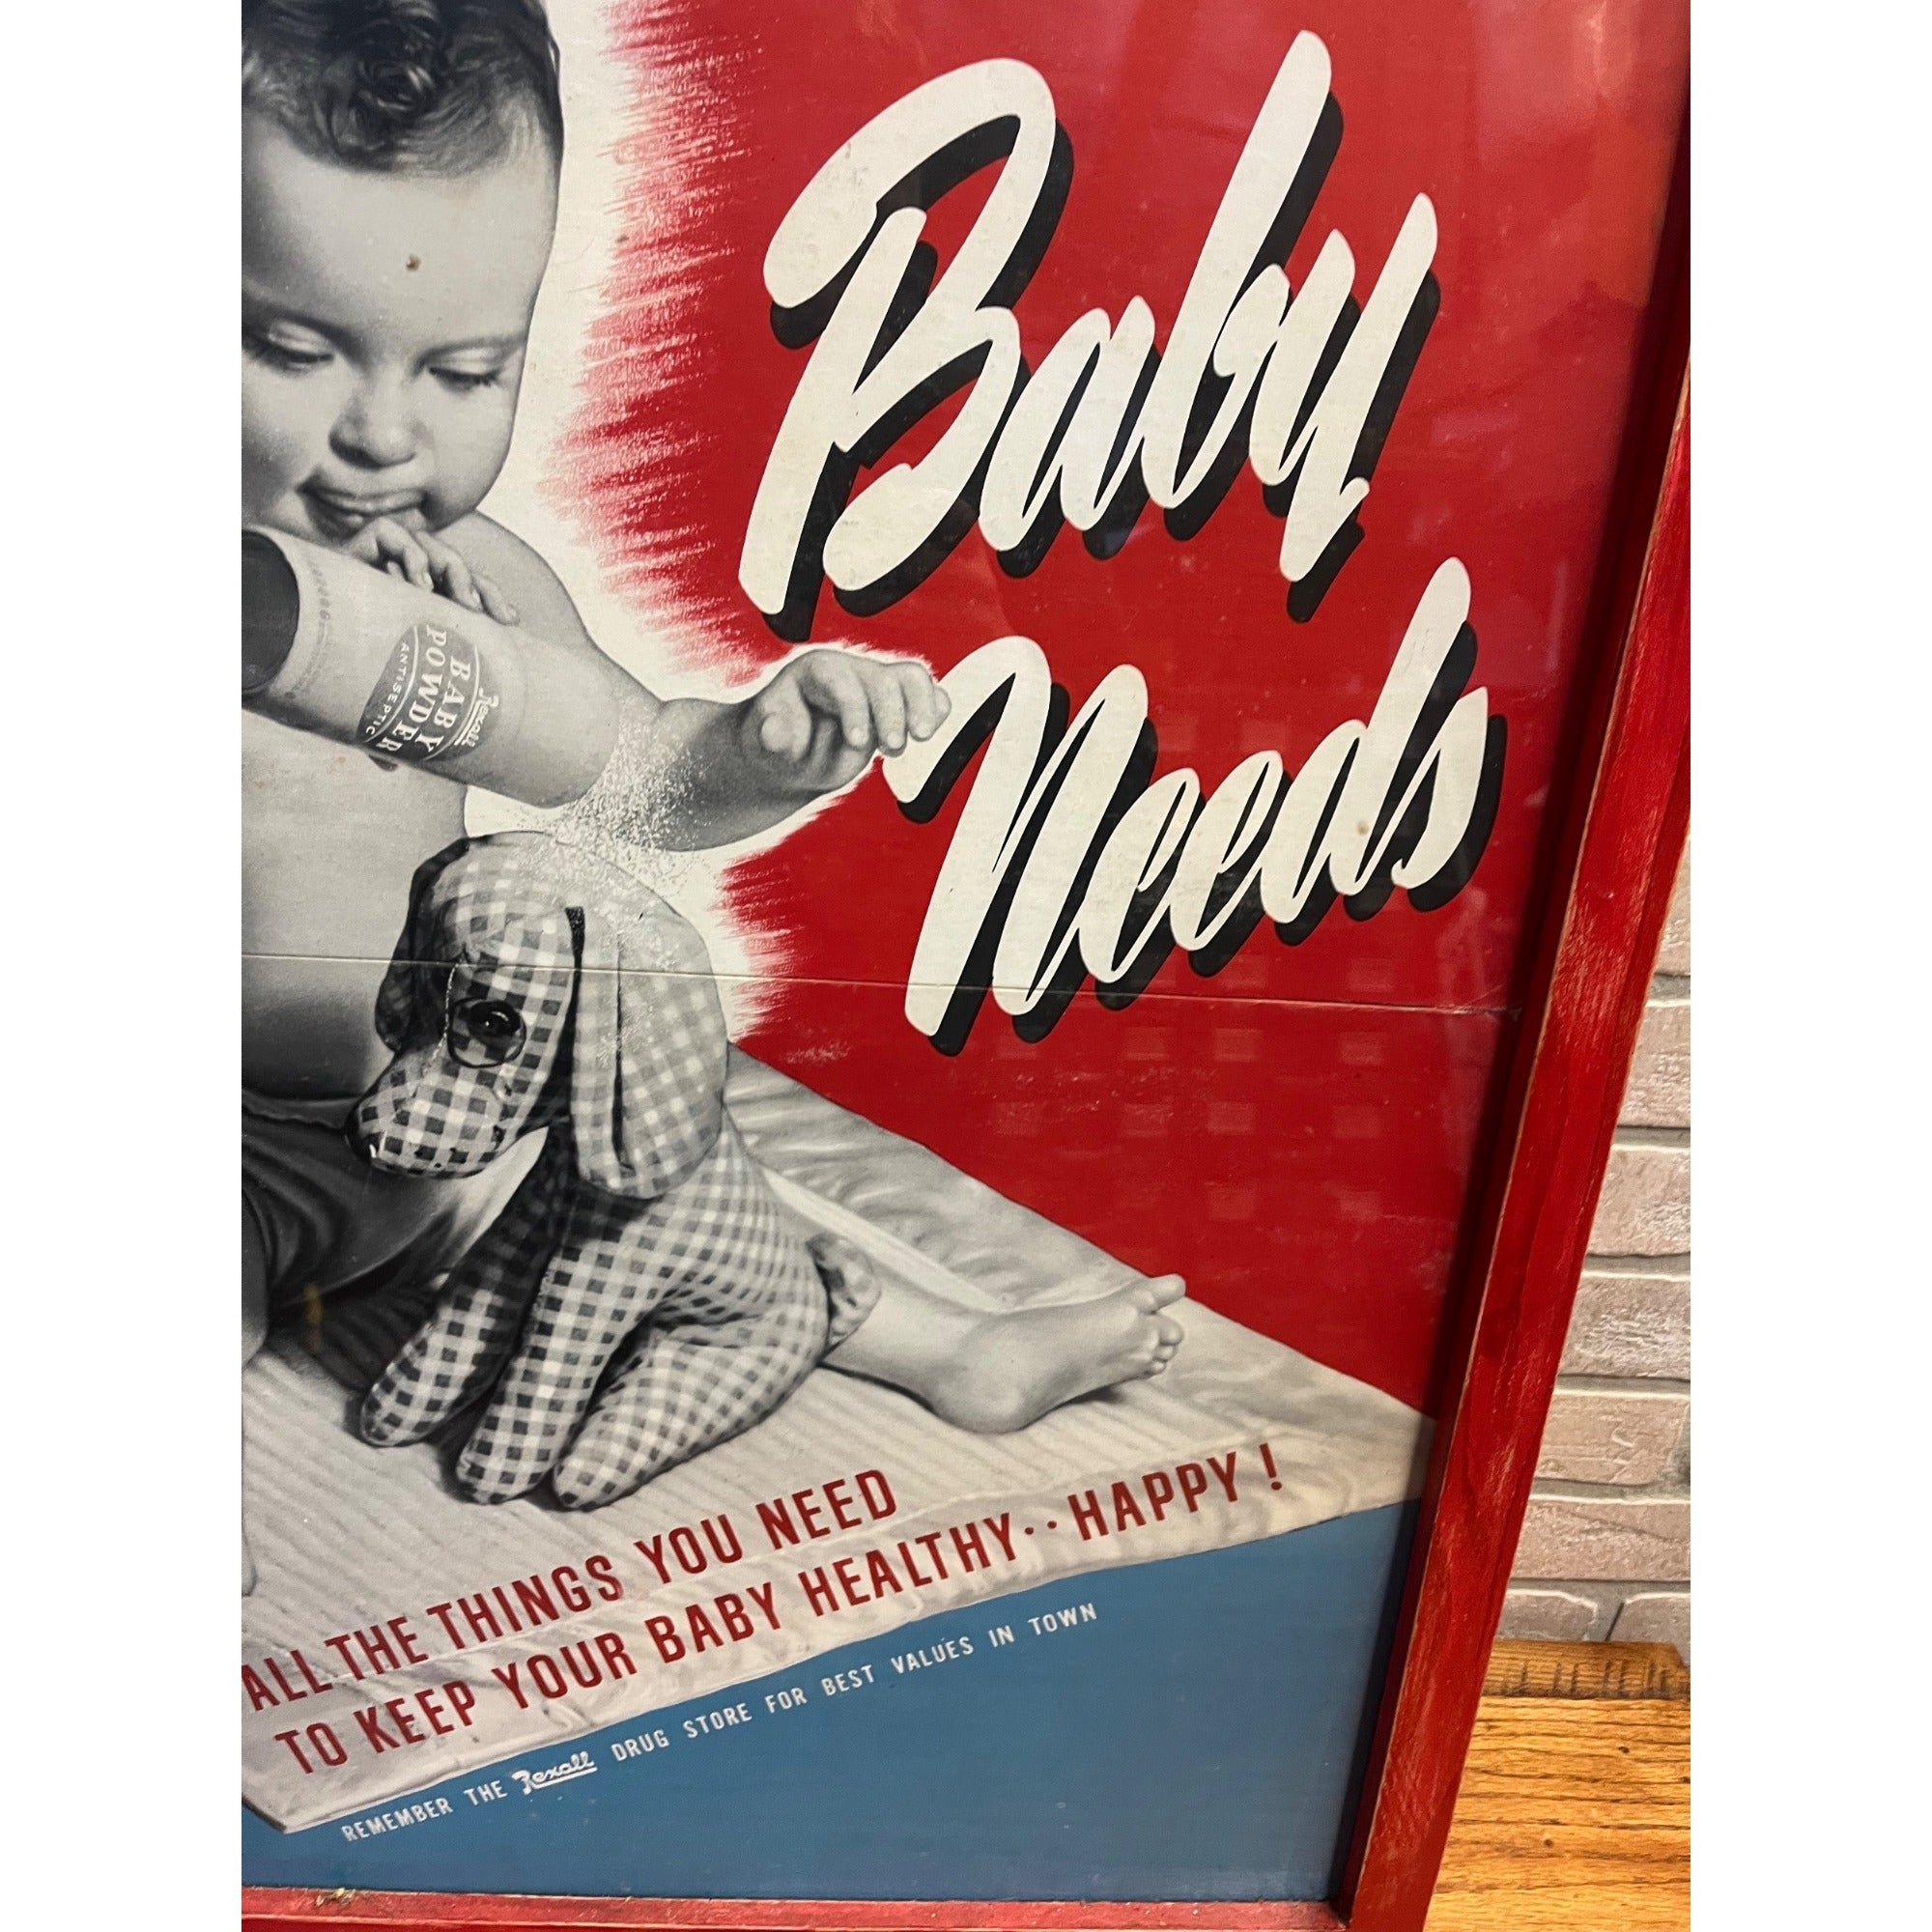 Baby
Needs
Rexall
BABY
POWDER
ANTISEPTIC
ALL THE THINGS YOU NEED
TO KEEP YOUR BABY HEALTHY·· HAPPY!
REMEMBER THE Rexall DRUG STORE FOR BEST VALUES IN TOWN